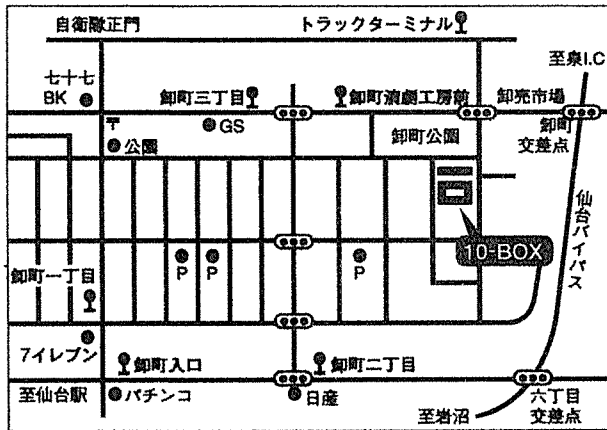 自衛隊正門
トラックターミナル
至泉I.C
七十七
BK
卸町三丁目
卸町演劇工房前
卸売市場
〒
GS
公園
卸町公園
卸町
交差点
仙台バイパス
10-BOX
P
P
P
卸町一丁目
7イレブン
卸町入口
卸町二丁目
至仙台駅
パチンコ
日産
六丁目
交差点
至岩沼